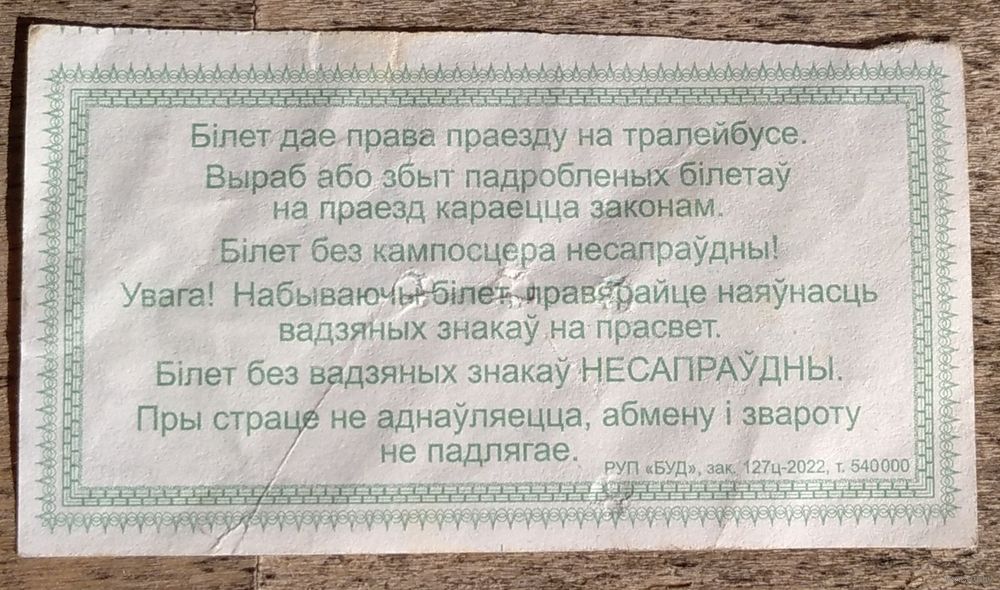 Білет дае права праезду на тралейбусе.
Выраб або збыт падробленых білетаў
на праезд караецца законам.
Білет без кампосцера несапраўдны!
Увага! Набываючы білет, правярайце наяўнасць
вадзяных знакаў на прасвет.
Білет без вадзяных знакаў НЕСАПРАЎДНЫ.
Пры страце не аднаўляецца, абмену і звароту
не падлягае.
РУП «БУД», зак. 127ц-2022, т. 540000